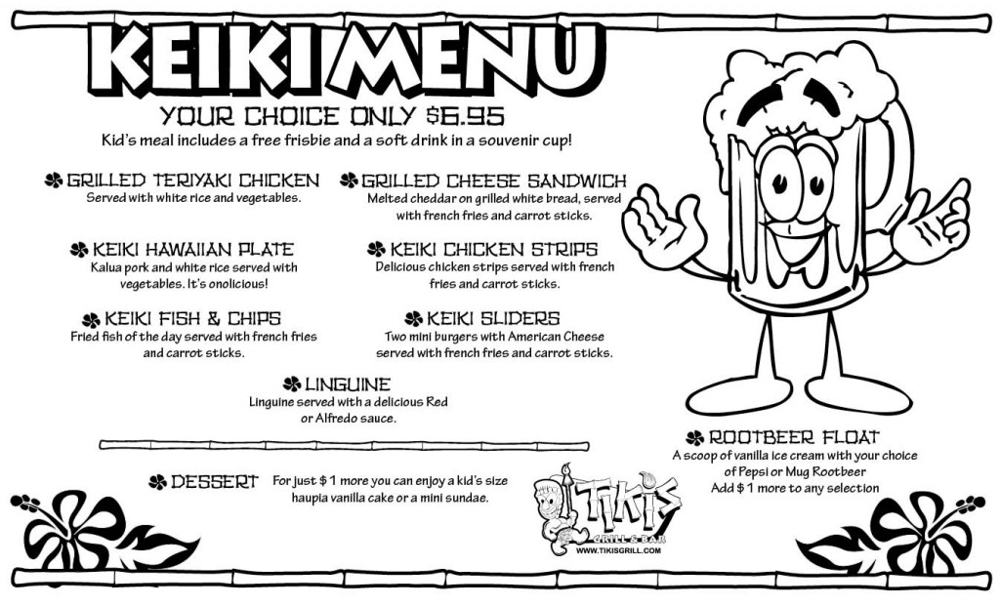 KEIKI MENU
YOUR CHOICE ONLY $6.95
Kid's meal includes a free frisbie and a soft drink in a souvenir cup!
GRILLED TERIYAKI CHICKEN
Served with white rice and vegetables.
GRILLED CHEESE SANDWICH
Melted cheddar on grilled white bread, served
with french fries and carrot sticks.
KEIKI HAWAIIAN PLATE
Kalua pork and white rice served with
vegetables. It's onolicious!
KEIKI CHICKEN STRIPS
Delicious chicken strips served with french
fries and carrot sticks.
KEIKI FISH & CHIPS
Fried fish of the day served with french fries
and carrot sticks.
KEIKI SLIDERS
Two mini burgers with American Cheese
served with french fries and carrot sticks.
LINGUINE
Linguine served with a delicious Red
or Alfredo sauce.
ROOTBEER FLOAT
A scoop of vanilla ice cream with your choice
of Pepsi or Mug Rootbeer
Add $1 more to any selection
DESSERT
For just $1 more you can enjoy a kid's size
haupia vanilla cake or a mini sundae.
TIKIS
GRILL & BAR
WWW.TIKISGRILL.COM